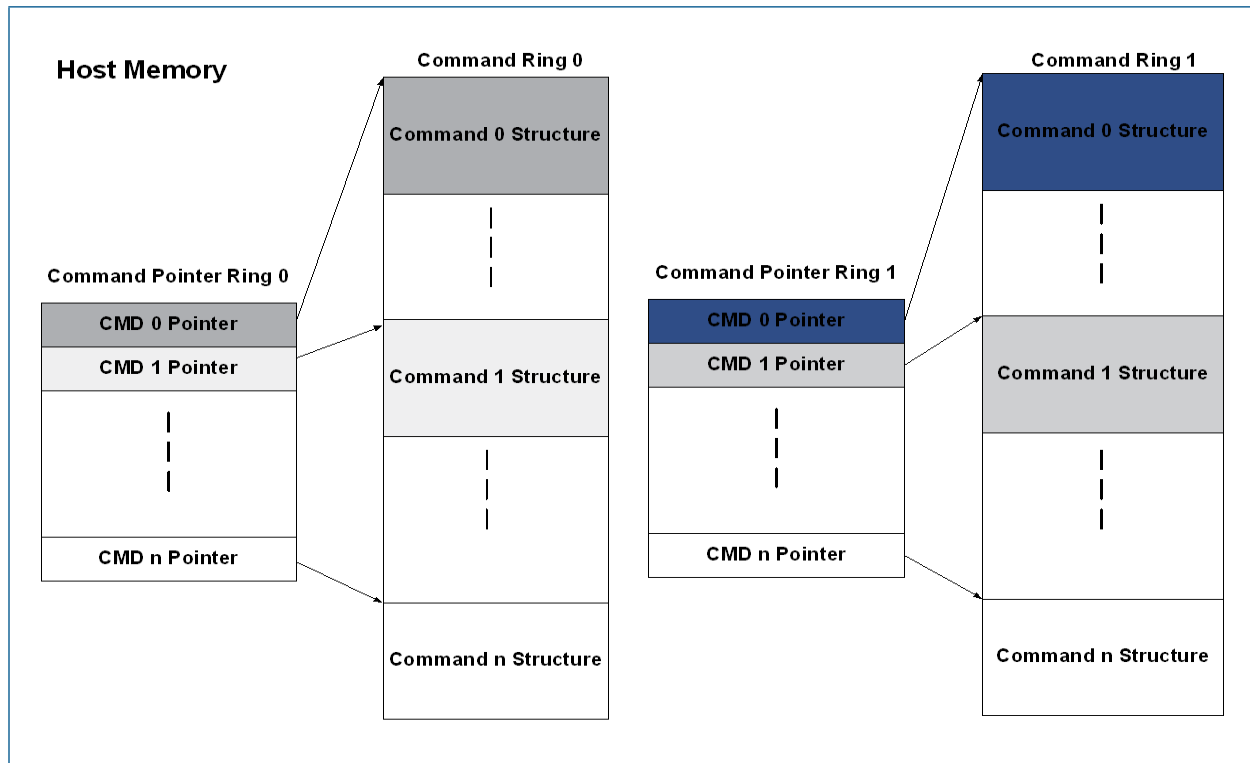 Host Memory
Command Ring 0
Command 0 Structure
Command Pointer Ring 0
CMD 0 Pointer
CMD 1 Pointer
Command 1 Structure
CMD n Pointer
Command n Structure
Command Ring 1
Command 0 Structure
Command Pointer Ring 1
CMD 0 Pointer
CMD 1 Pointer
Command 1 Structure
CMD n Pointer
Command n Structure